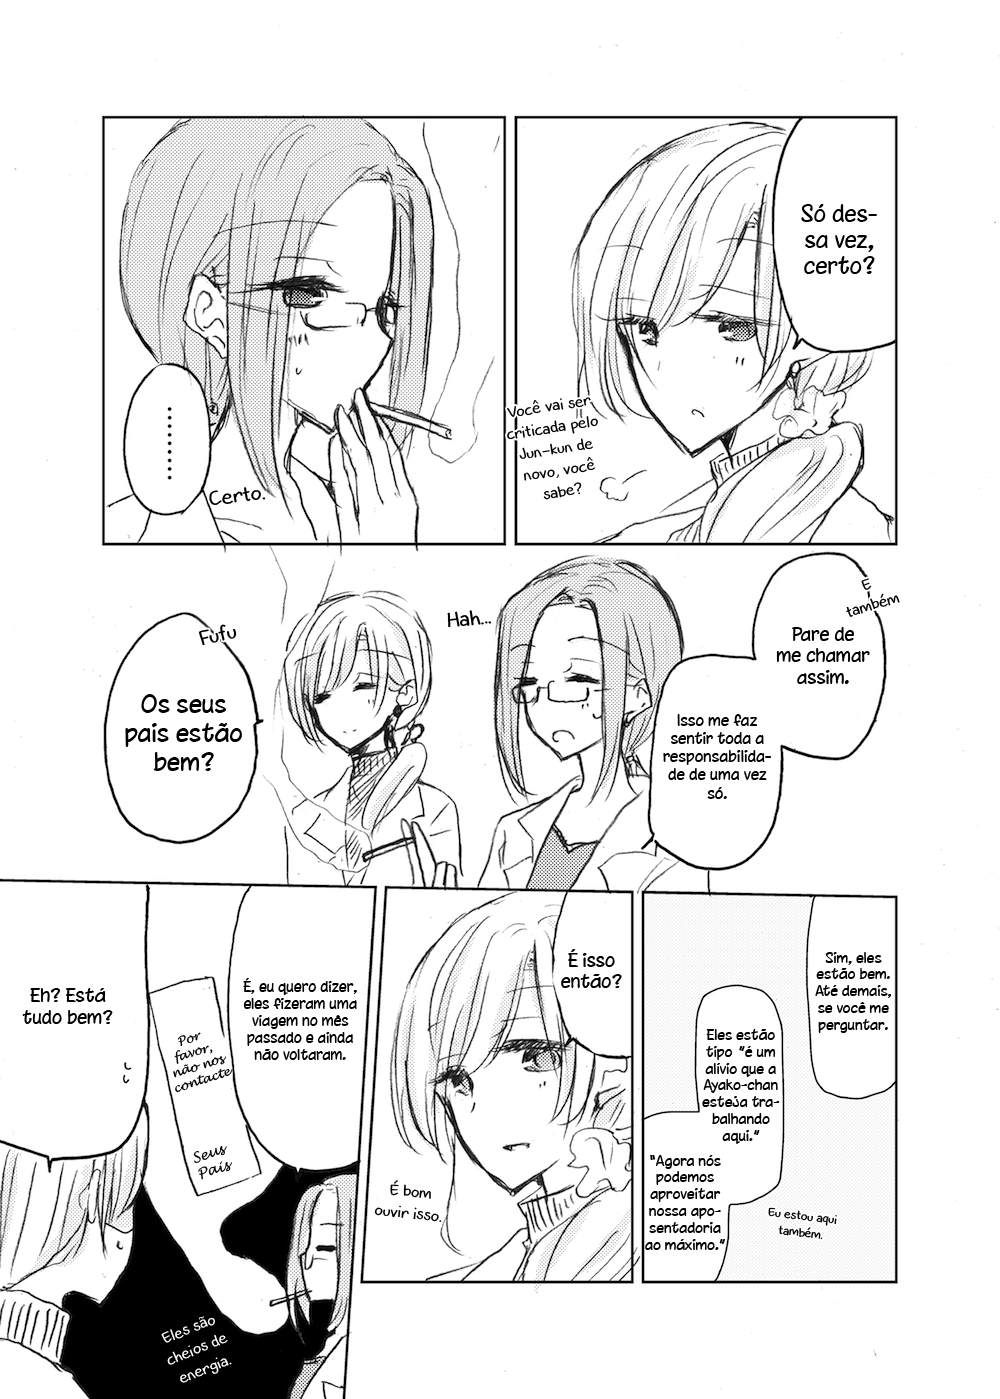 Só des-
sa vez,
certo?
Você vai ser
criticada pelo
Jun-kun de
novo, você
sabe?
..........
Certo.
E
também
Pare de
me chamar
assim.
Isso me faz
sentir toda a
responsabilida-
de de uma vez
só.
Hah...
Fufu
Os seus
pais estão
bem?
Sim, eles
estão bem.
Até demais,
se você me
perguntar.
Eles estão
tipo "é um
alívio que a
Ayako-chan
esteja tra-
balhando
aqui."
"Agora nós
podemos
aproveitar
nossa apo-
sentadoria
ao máximo."
Eu estou aqui
também.
É isso
então?
É bom
ouvir isso.
É, eu quero dizer,
eles fizeram uma
viagem no mês
passado e ainda
não voltaram.
Por
favor,
não nos
contacte
Seus
Pais
Eh? Está
tudo bem?
Eles são
cheios de
energia.